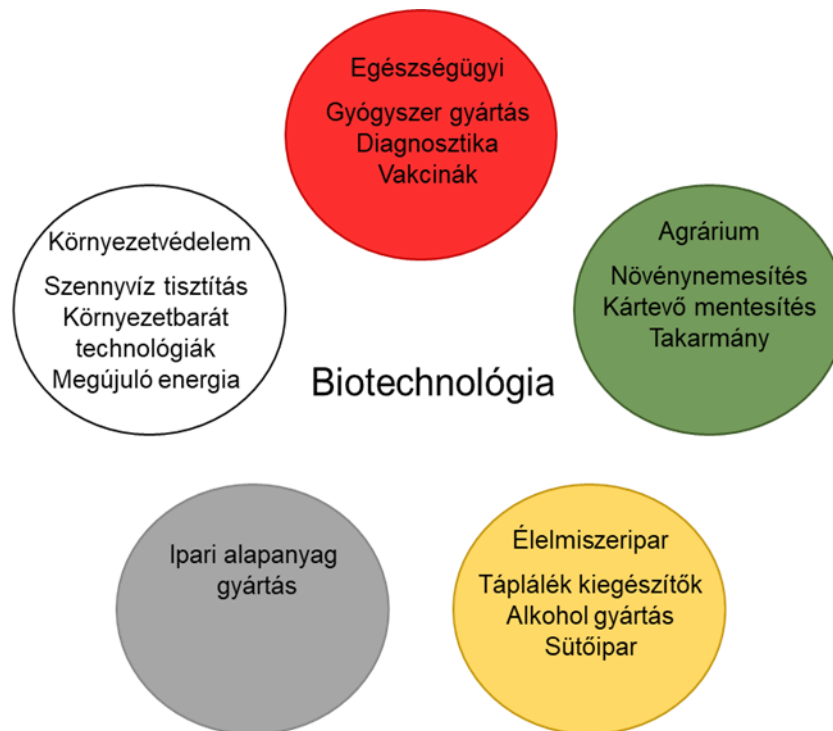 Egészségügyi
Gyógyszer gyártás
Diagnosztika
Vakcinák
Környezetvédelem
Szennyvíz tisztítás
Környezetbarát
technológiák
Megújuló energia
Agrárium
Növénynemesítés
Kártevő mentesítés
Takarmány
Biotechnológia
Ipari alapanyag
gyártás
Élelmiszeripar
Táplálék kiegészítők
Alkohol gyártás
Sütőipar